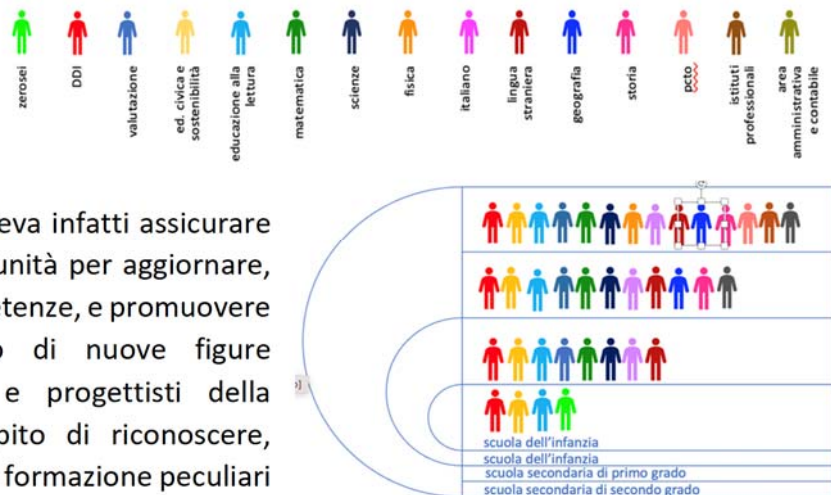 zerosei
DDI
valutazione
ed. civica e
sostenibilità
educazione alla
lettura
matematica
scienze
fisica
italiano
lingua
straniera
geografia
storia
pcto
istituti
professionali
area
amministrativa
e contabile
eva infatti assicurare
unità per aggiornare,
etenze, e promuovere
o di nuove figure
e progettisti della
pito di riconoscere,
formazione peculiari
scuola dell'infanzia
scuola dell'infanzia
scuola secondaria di primo grado
scuola secondaria di secondo grado